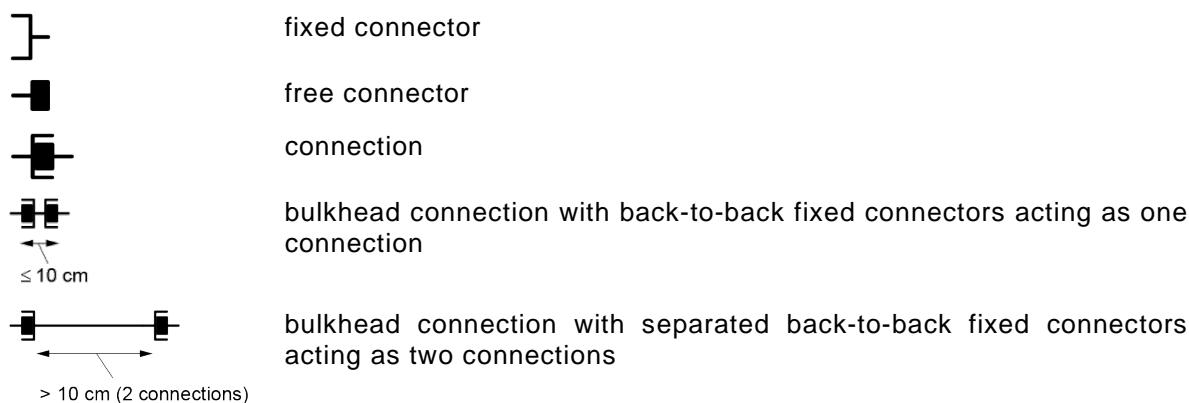 fixed connector
free connector
connection
bulkhead connection with back-to-back fixed connectors acting as one
connection
≤ 10 cm
bulkhead connection with separated back-to-back fixed connectors
acting as two connections
> 10 cm (2 connections)